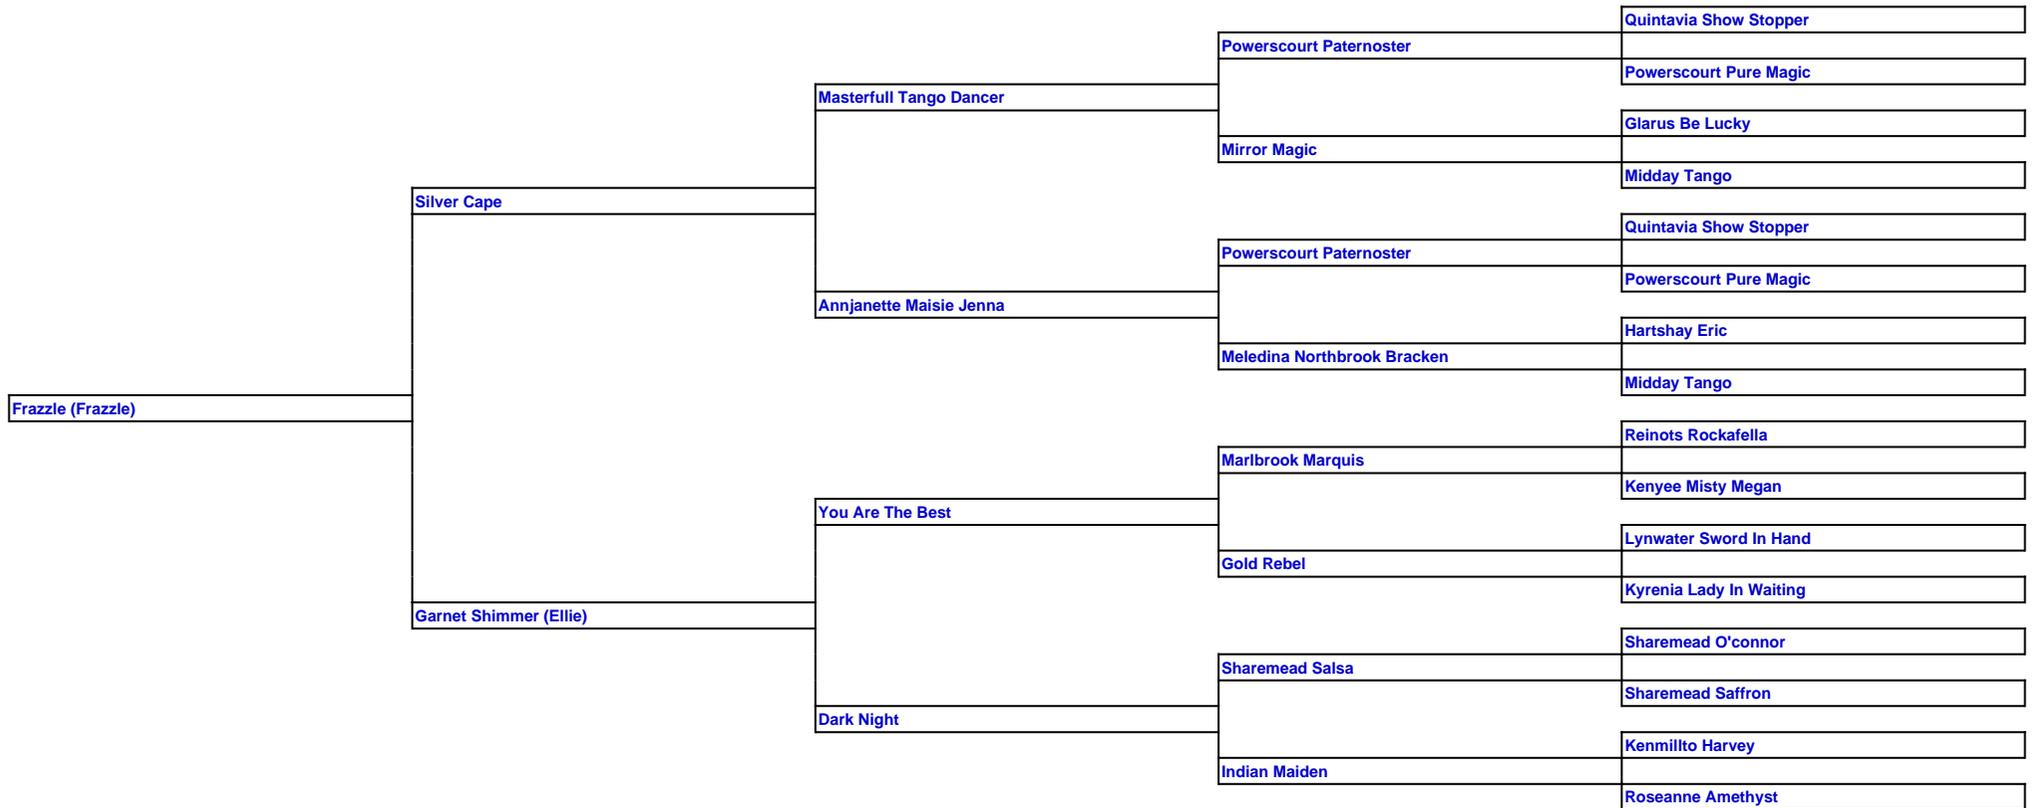 Quintavia Show Stopper
Powerscourt Paternoster
Powerscourt Pure Magic
Masterfull Tango Dancer
Glarus Be Lucky
Mirror Magic
Midday Tango
Silver Cape
Quintavia Show Stopper
Powerscourt Paternoster
Powerscourt Pure Magic
Annjanette Maisie Jenna
Hartshay Eric
Meledina Northbrook Bracken
Midday Tango
Frazzle (Frazzle)
Reinots Rockafella
Marlbrook Marquis
Kenyee Misty Megan
You Are The Best
Lynwater Sword In Hand
Gold Rebel
Kyrenia Lady In Waiting
Garnet Shimmer (Ellie)
Sharemead O'connor
Sharemead Salsa
Sharemead Saffron
Dark Night
Kenmillto Harvey
Indian Maiden
Roseanne Amethyst